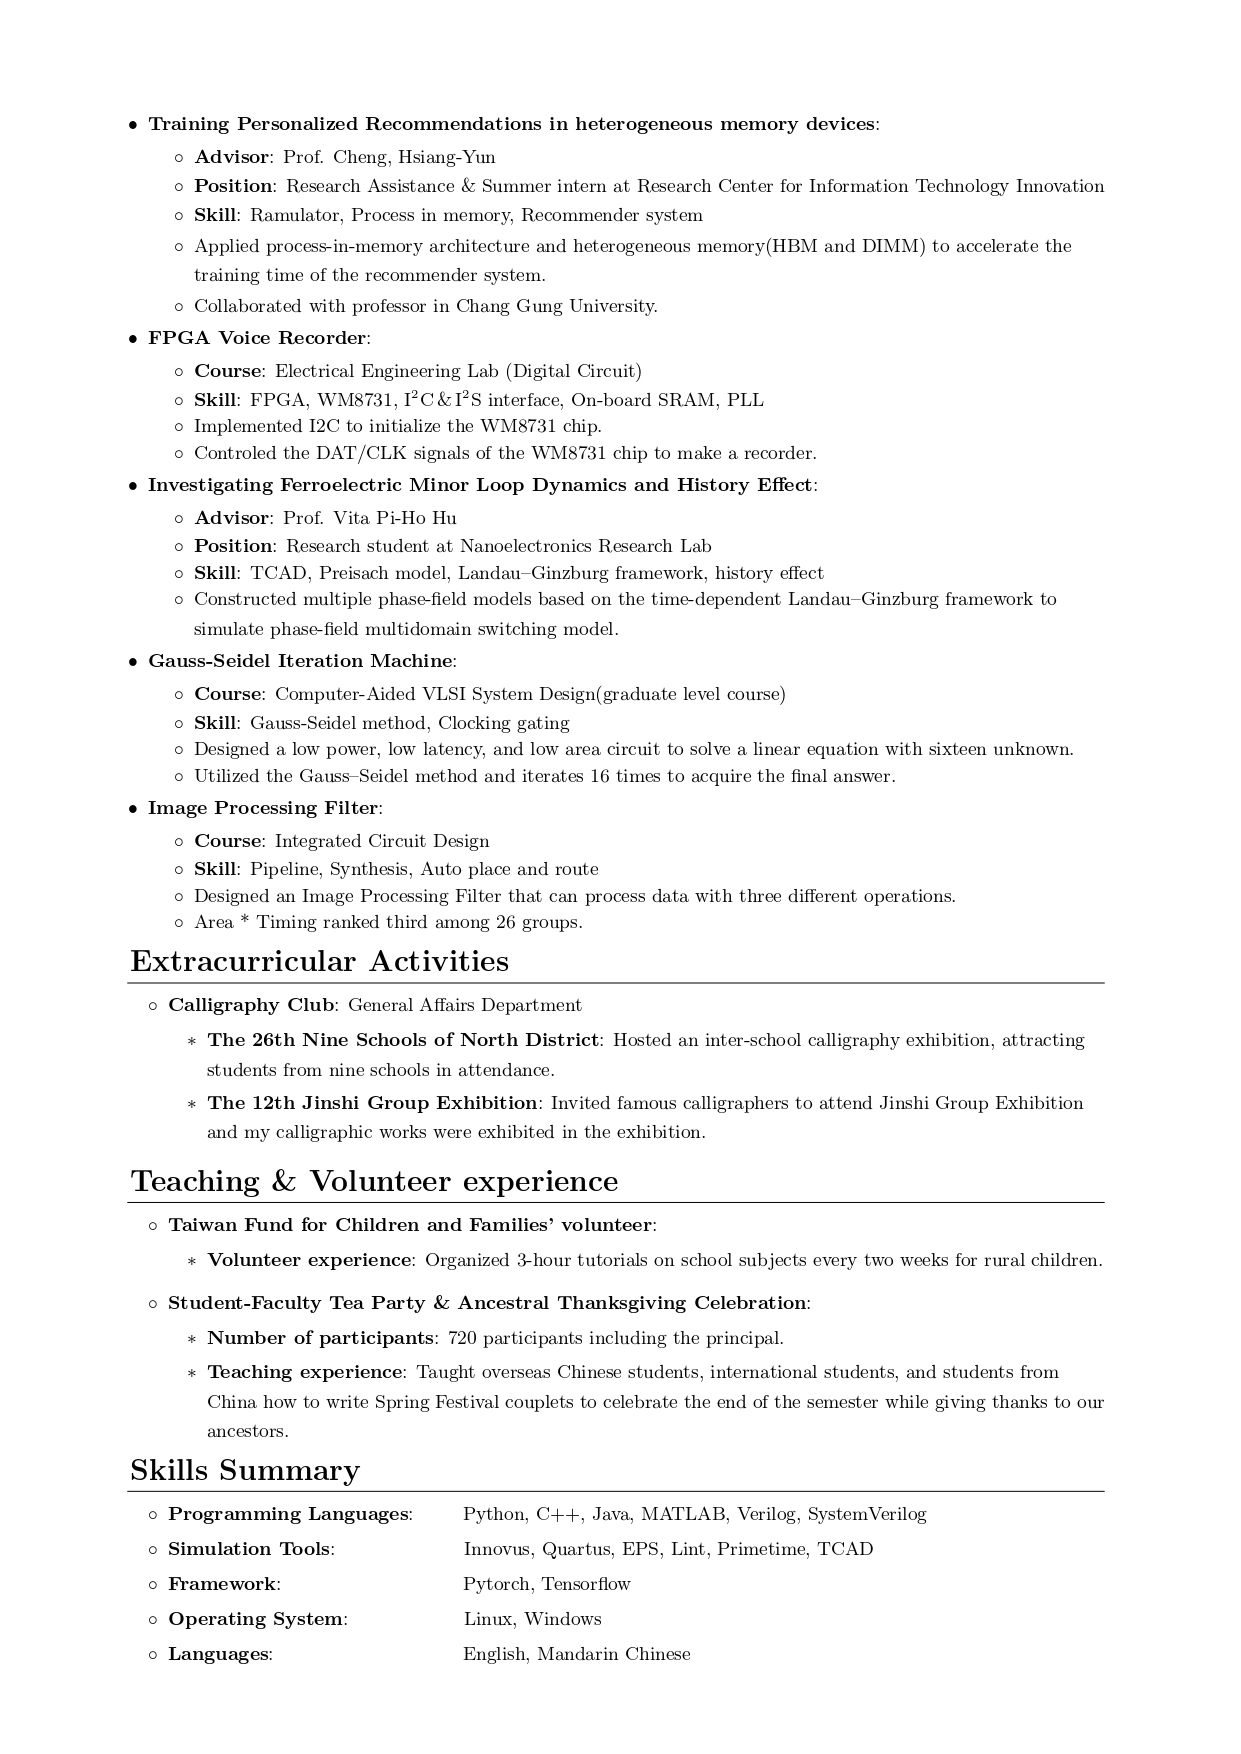 • Training Personalized Recommendations in heterogeneous memory devices:
◦ Advisor: Prof. Cheng, Hsiang-Yun
◦ Position: Research Assistance & Summer intern at Research Center for Information Technology Innovation
◦ Skill: Ramulator, Process in memory, Recommender system
◦ Applied process-in-memory architecture and heterogeneous memory(HBM and DIMM) to accelerate the
training time of the recommender system.
◦ Collaborated with professor in Chang Gung University.
• FPGA Voice Recorder:
◦ Course: Electrical Engineering Lab (Digital Circuit)
◦ Skill: FPGA, WM8731, I²C & I²S interface, On-board SRAM, PLL
◦ Implemented I2C to initialize the WM8731 chip.
◦ Controled the DAT/CLK signals of the WM8731 chip to make a recorder.
• Investigating Ferroelectric Minor Loop Dynamics and History Effect:
◦ Advisor: Prof. Vita Pi-Ho Hu
◦ Position: Research student at Nanoelectronics Research Lab
◦ Skill: TCAD, Preisach model, Landau–Ginzburg framework, history effect
◦ Constructed multiple phase-field models based on the time-dependent Landau–Ginzburg framework to
simulate phase-field multidomain switching model.
• Gauss-Seidel Iteration Machine:
◦ Course: Computer-Aided VLSI System Design(graduate level course)
◦ Skill: Gauss-Seidel method, Clocking gating
◦ Designed a low power, low latency, and low area circuit to solve a linear equation with sixteen unknown.
◦ Utilized the Gauss–Seidel method and iterates 16 times to acquire the final answer.
• Image Processing Filter:
◦ Course: Integrated Circuit Design
◦ Skill: Pipeline, Synthesis, Auto place and route
◦ Designed an Image Processing Filter that can process data with three different operations.
◦ Area * Timing ranked third among 26 groups.
Extracurricular Activities
◦ Calligraphy Club: General Affairs Department
∗ The 26th Nine Schools of North District: Hosted an inter-school calligraphy exhibition, attracting
students from nine schools in attendance.
∗ The 12th Jinshi Group Exhibition: Invited famous calligraphers to attend Jinshi Group Exhibition
and my calligraphic works were exhibited in the exhibition.
Teaching & Volunteer experience
◦ Taiwan Fund for Children and Families' volunteer:
∗ Volunteer experience: Organized 3-hour tutorials on school subjects every two weeks for rural children.
◦ Student-Faculty Tea Party & Ancestral Thanksgiving Celebration:
∗ Number of participants: 720 participants including the principal.
∗ Teaching experience: Taught overseas Chinese students, international students, and students from
China how to write Spring Festival couplets to celebrate the end of the semester while giving thanks to our
ancestors.
Skills Summary
◦ Programming Languages: Python, C++, Java, MATLAB, Verilog, SystemVerilog
◦ Simulation Tools: Innovus, Quartus, EPS, Lint, Primetime, TCAD
◦ Framework: Pytorch, Tensorflow
◦ Operating System: Linux, Windows
◦ Languages: English, Mandarin Chinese